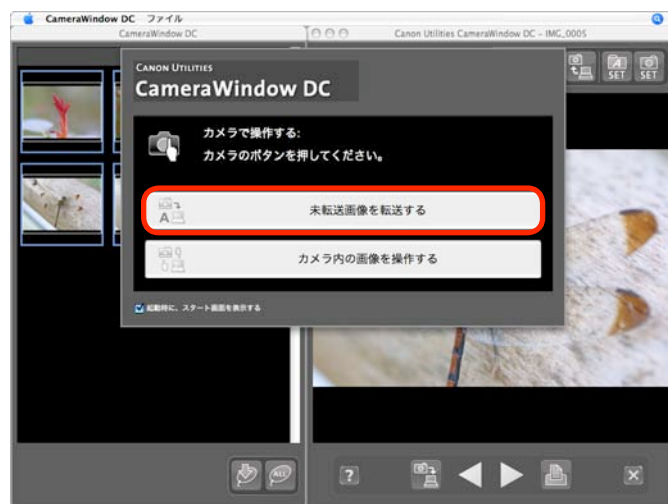 CameraWindow DC ファイル
CameraWindow DC
Canon Utilities CameraWindow DC - IMG_0005
CANON UTILITIES
CameraWindow DC
カメラで操作する:
カメラのボタンを押してください。
A
SET
SET
A
未転送画像を転送する
カメラ内の画像を操作する
起動時に、スタート画面を表示する
ALL
?